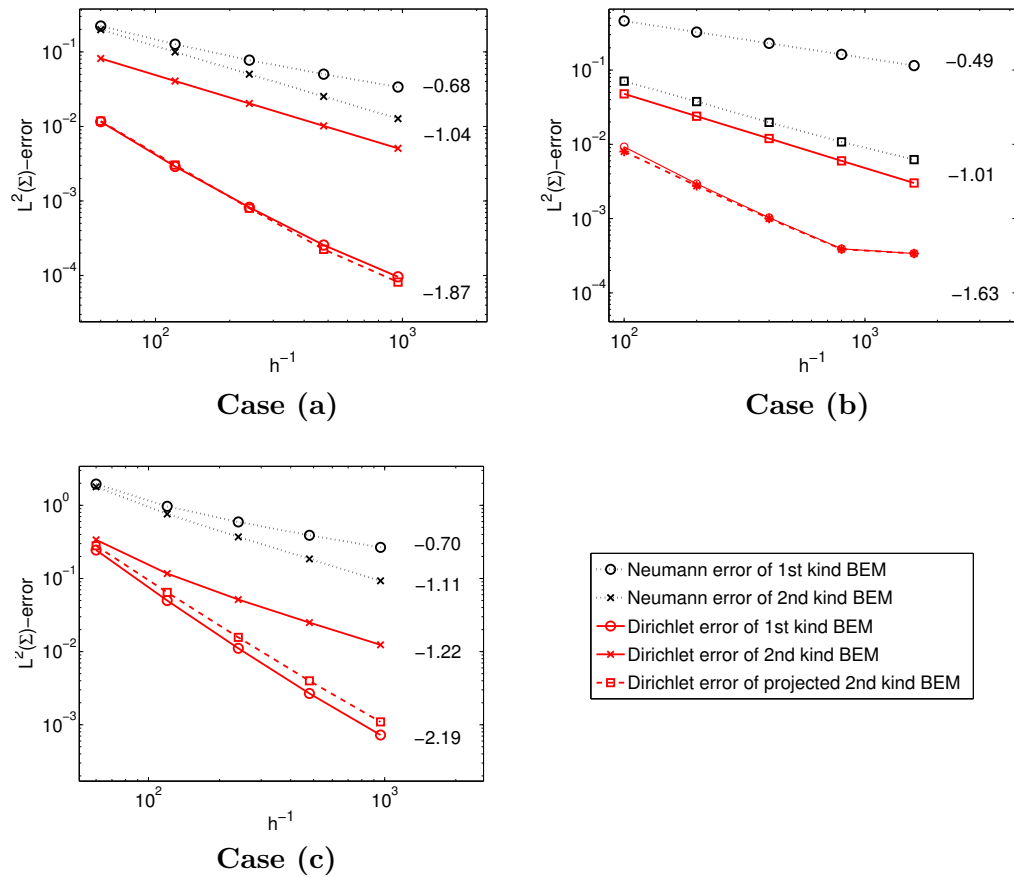 10⁻¹
10⁻²
10⁻³
10⁻⁴
L²(Σ)−error
−0.68
−1.04
−1.87
10²
10³
h⁻¹
Case (a)
10⁻¹
10⁻²
10⁻³
10⁻⁴
L²(Σ)−error
−0.49
−1.01
−1.63
10²
10³
h⁻¹
Case (b)
10⁰
10⁻¹
10⁻²
10⁻³
L²(Σ)−error
−0.70
−1.11
−1.22
−2.19
10²
10³
h⁻¹
Case (c)
Neumann error of 1st kind BEM
Neumann error of 2nd kind BEM
Dirichlet error of 1st kind BEM
Dirichlet error of 2nd kind BEM
Dirichlet error of projected 2nd kind BEM